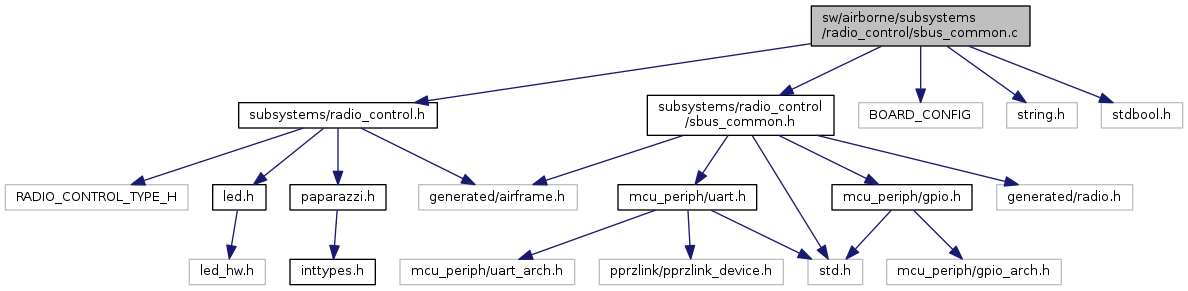 sw/airborne/subsystems
/radio_control/sbus_common.c
subsystems/radio_control.h
subsystems/radio_control
/sbus_common.h
BOARD_CONFIG
string.h
stdbool.h
RADIO_CONTROL_TYPE_H
led.h
paparazzi.h
generated/airframe.h
mcu_periph/uart.h
mcu_periph/gpio.h
generated/radio.h
led_hw.h
inttypes.h
mcu_periph/uart_arch.h
pprzlink/pprzlink_device.h
std.h
mcu_periph/gpio_arch.h